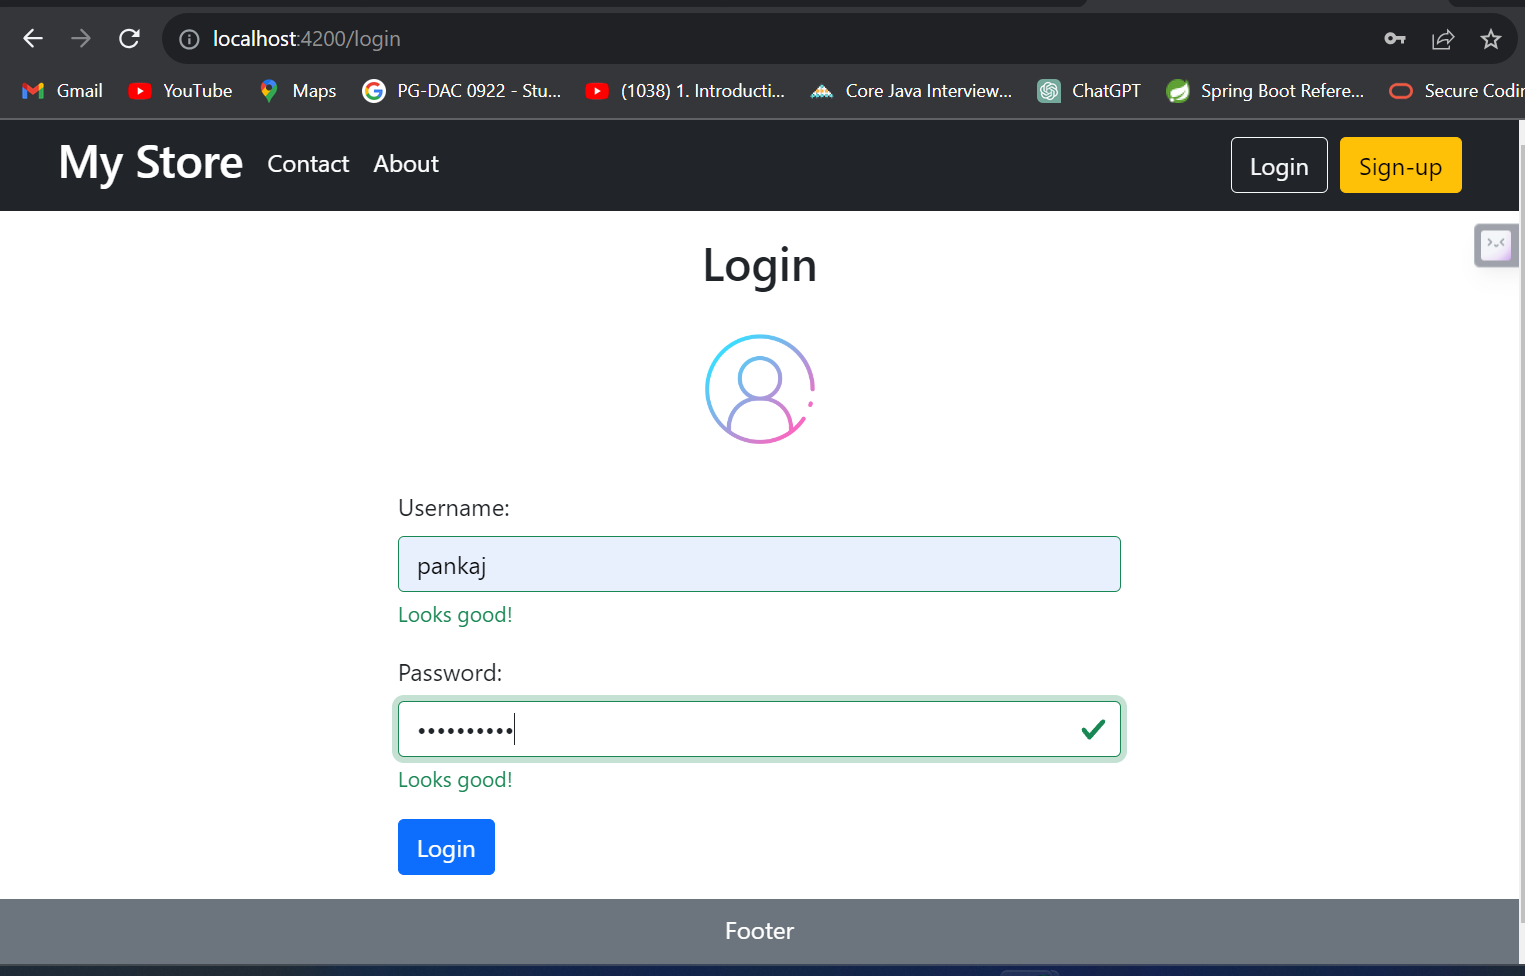 localhost:4200/login
Gmail YouTube Maps PG-DAC 0922 - Stu... (1038) 1. Introducti... Core Java Interview... ChatGPT Spring Boot Refere... Secure Codin
My Store Contact About Login Sign-up
Login
Username:
pankaj
Looks good!
Password:
••••••••••
Looks good!
Login
Footer